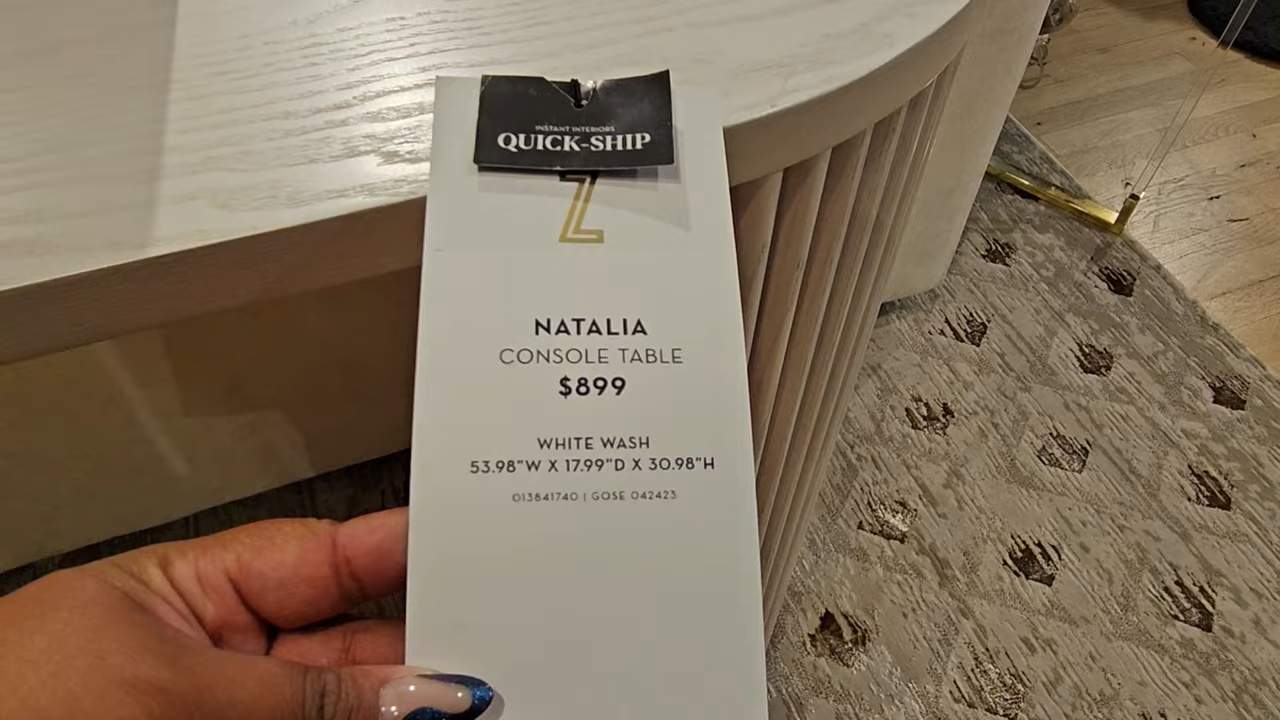 INSTANT INTERIORS
QUICK-SHIP
Z
NATALIA
CONSOLE TABLE
$899
WHITE WASH
53.98"W X 17.99"D X 30.98"H
013841740 | GOSE 042423